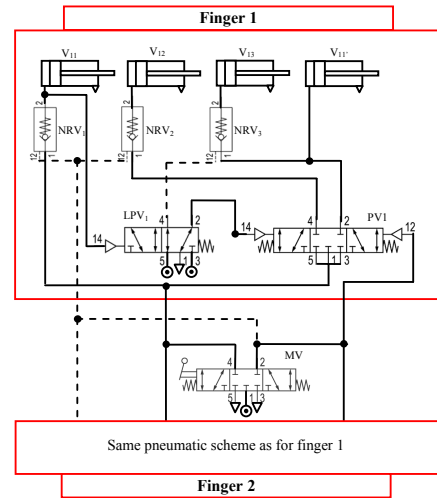 Finger 1
V11 V12 V13 V11'
2 2 2
NRV1 NRV2 NRV3
12 1 12 1 12 1
LPV1 4 2 4 2 PV1 12
14 14
5 1 3 5 1 3
4 2 MV
5 1 3
Same pneumatic scheme as for finger 1
Finger 2